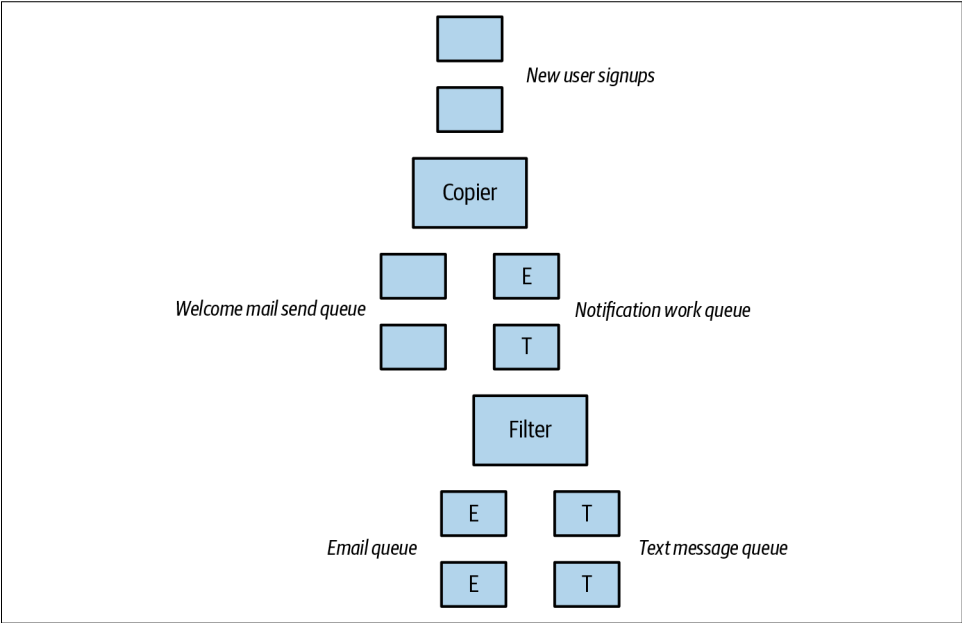 New user signups
Copier
E
Welcome mail send queue
Notification work queue
T
Filter
E
T
Email queue
Text message queue
E
T